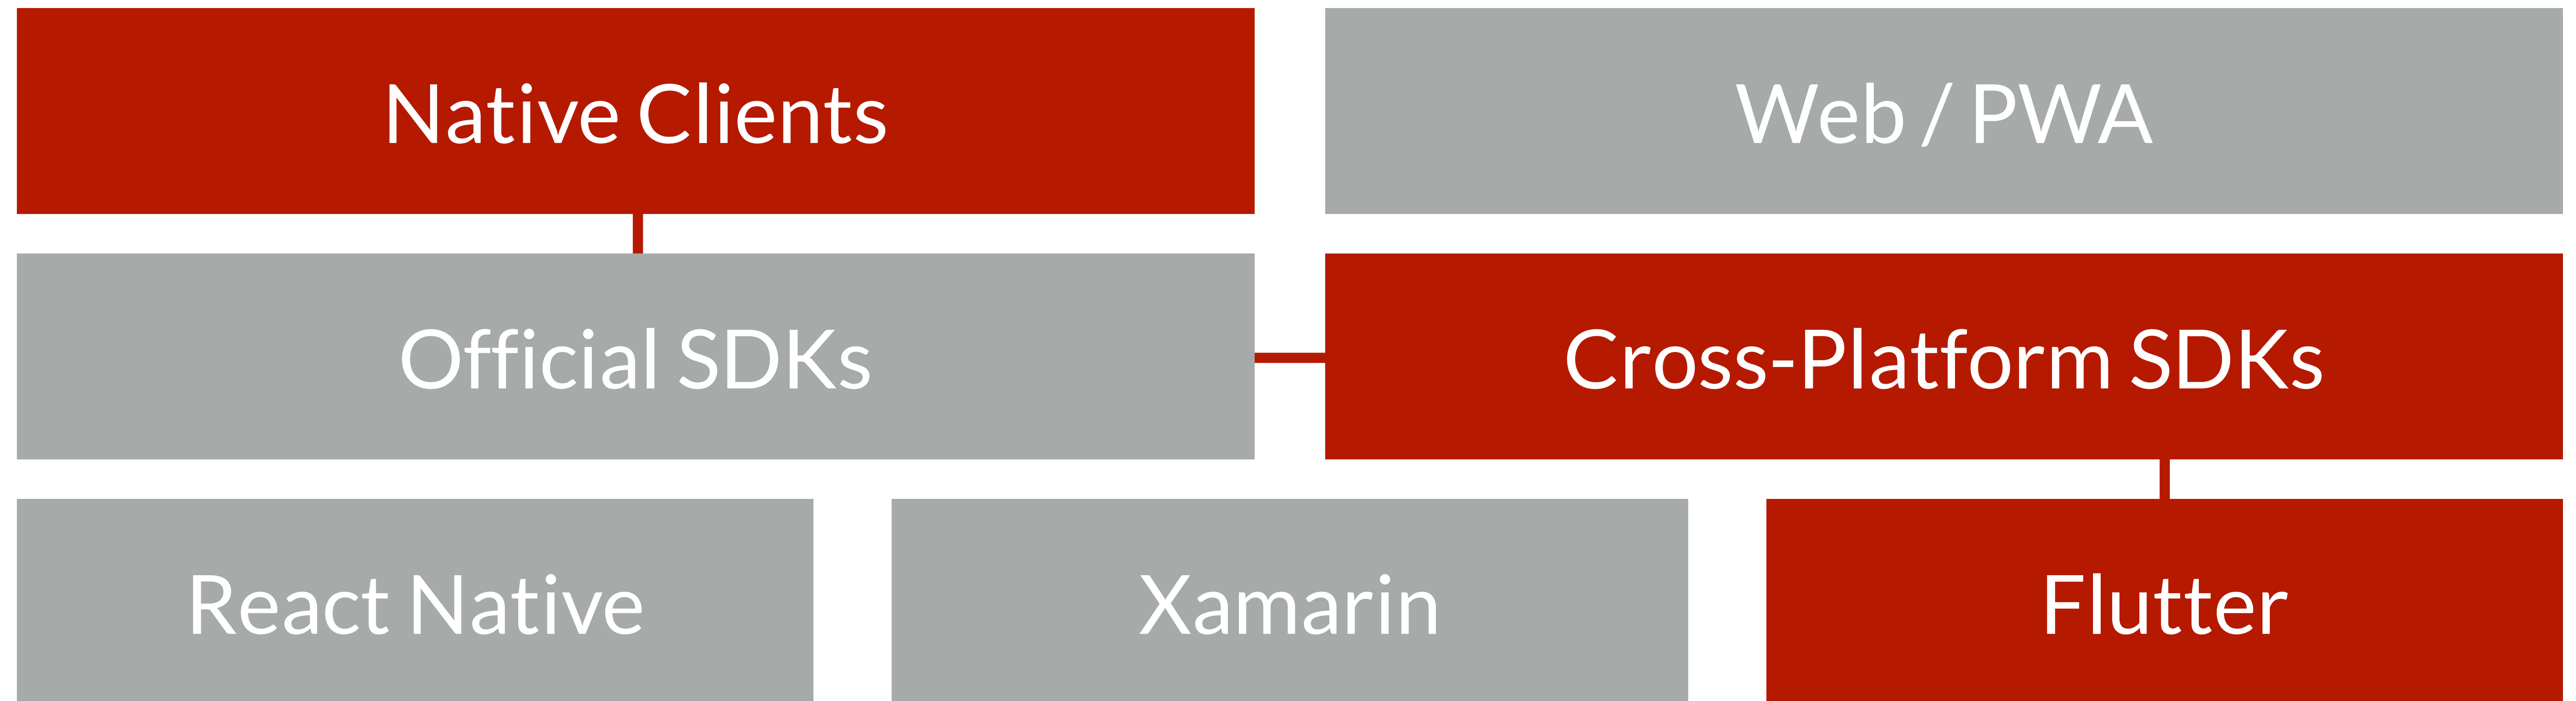 Native Clients
Web / PWA
Official SDKs
Cross-Platform SDKs
React Native
Xamarin
Flutter